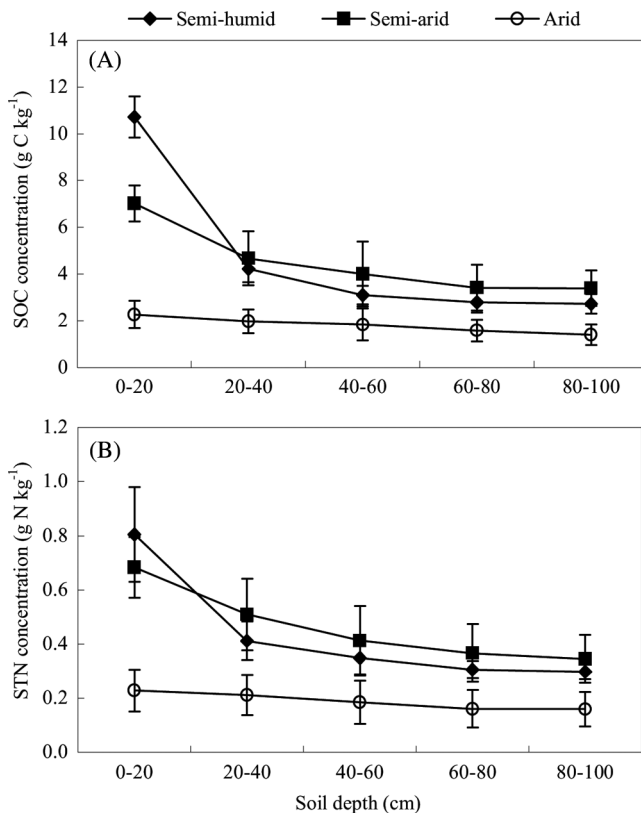 Semi-humid Semi-arid Arid
(A)
SOC concentration (g C kg-1)
14
12
10
8
6
4
2
0
0-20 20-40 40-60 60-80 80-100
(B)
STN concentration (g N kg-1)
1.2
1.0
0.8
0.6
0.4
0.2
0.0
0-20 20-40 40-60 60-80 80-100
Soil depth (cm)